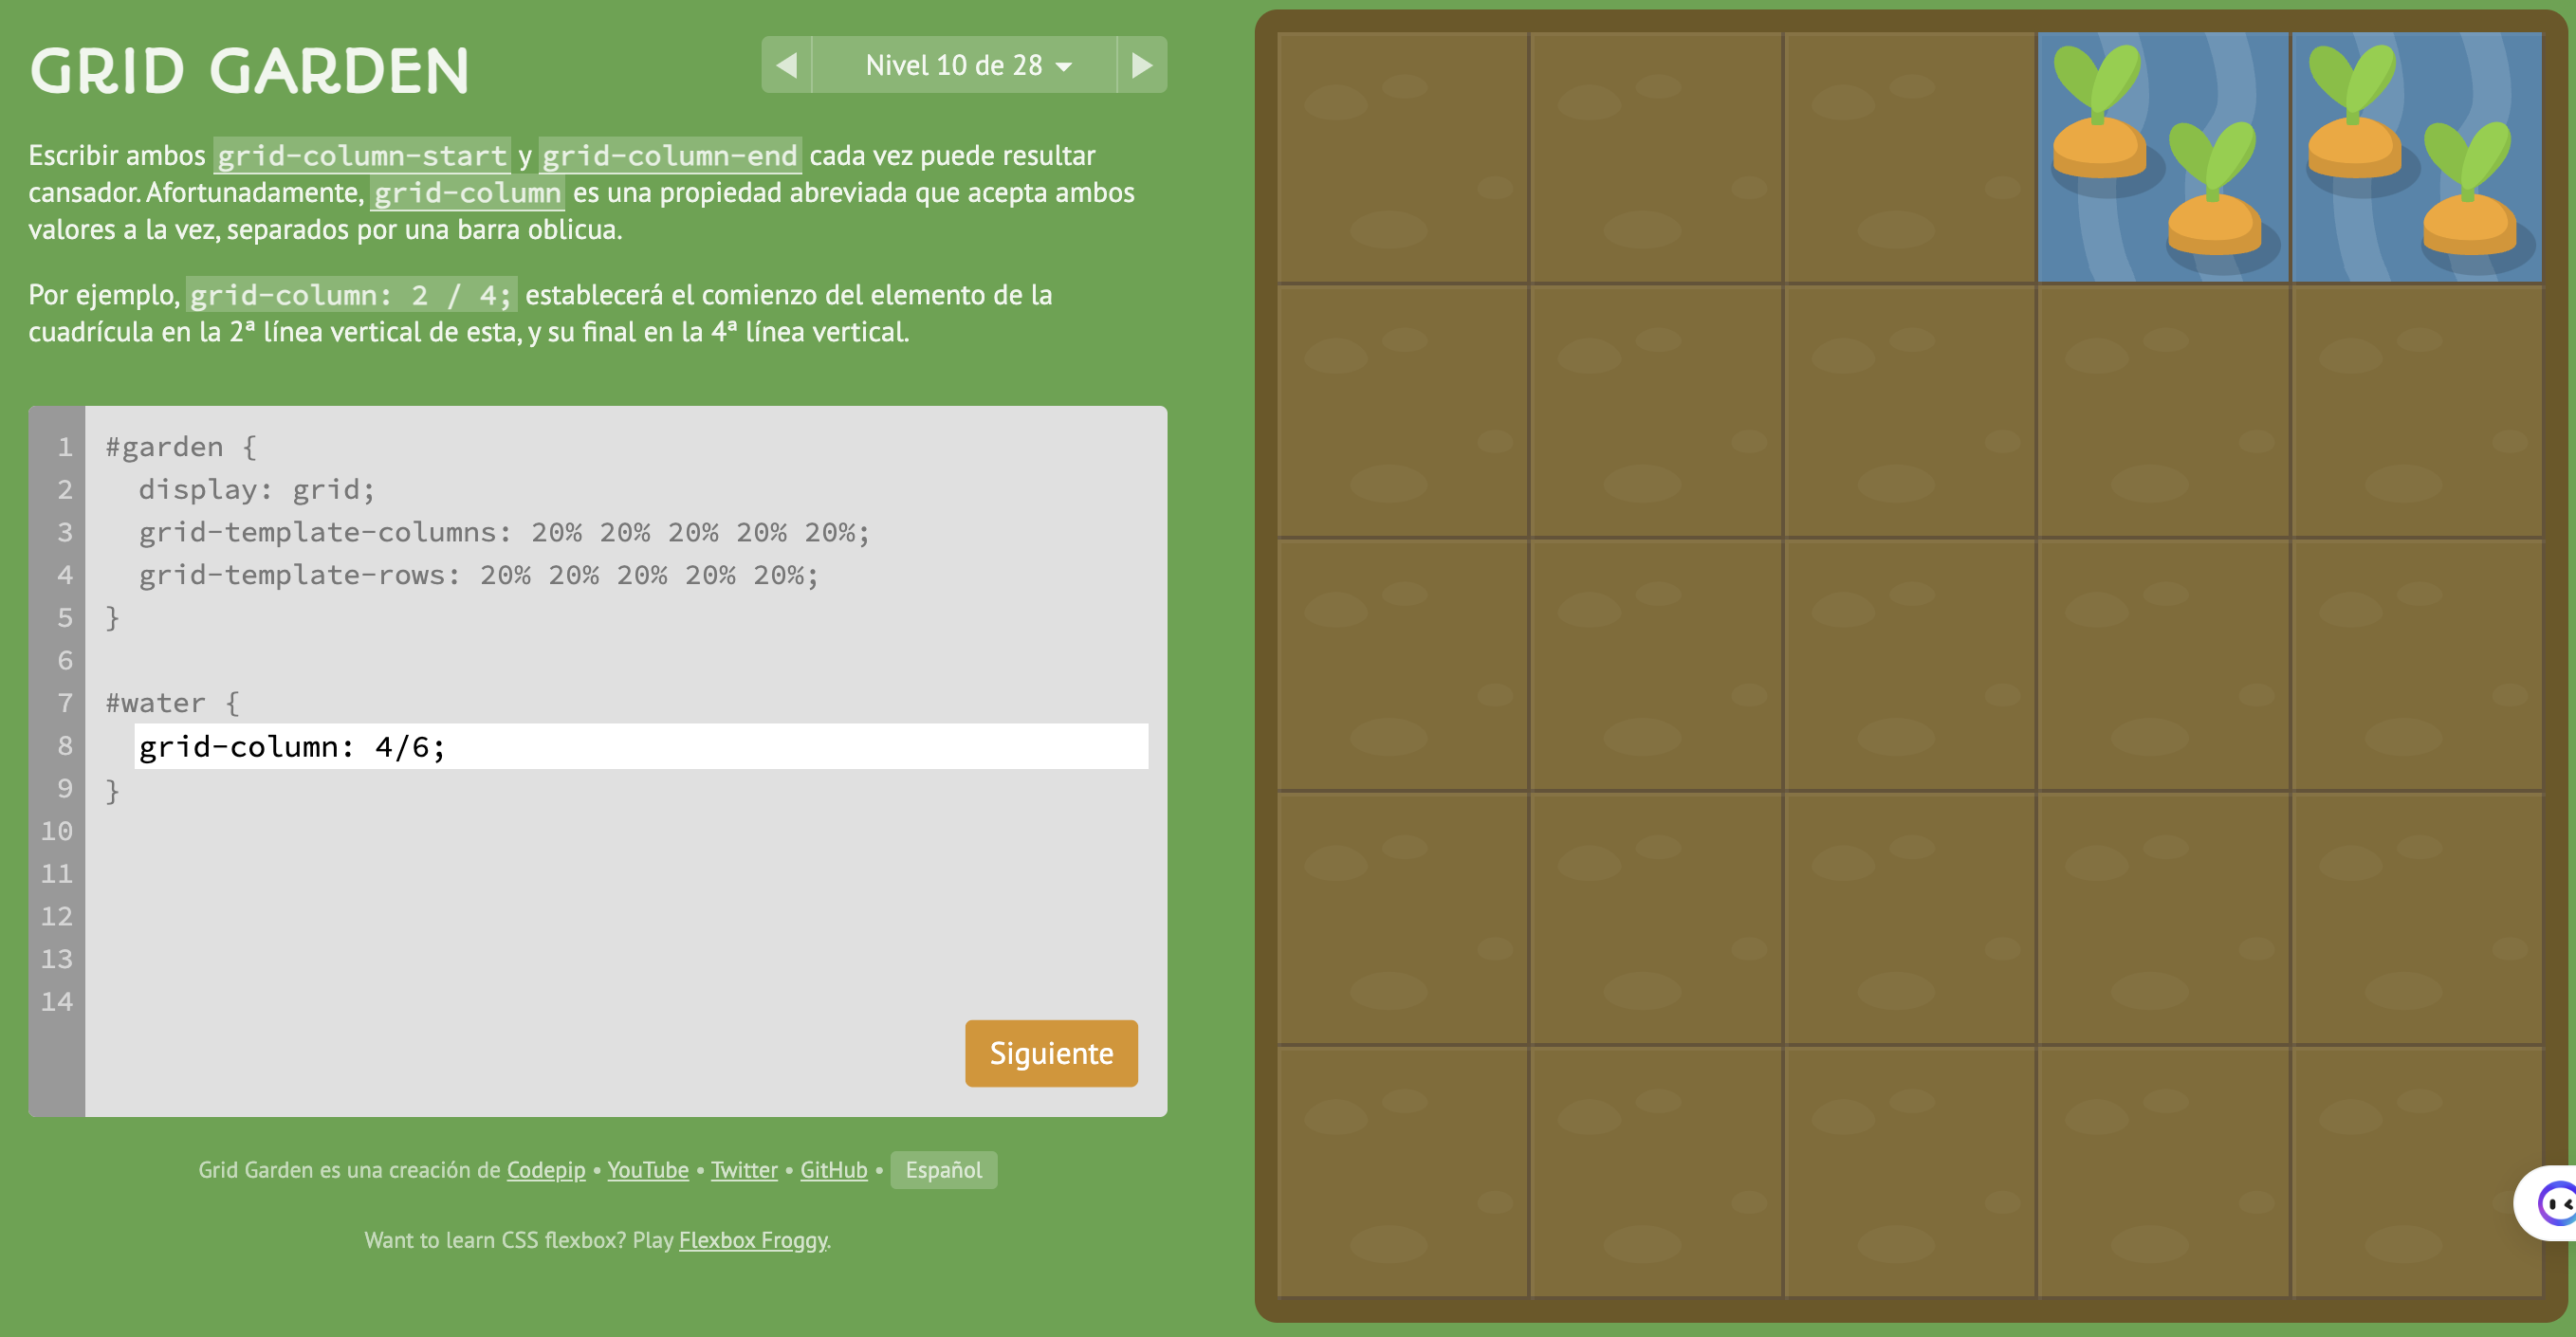 GRID GARDEN
Nivel 10 de 28
Escribir ambos grid-column-start y grid-column-end cada vez puede resultar
cansador. Afortunadamente, grid-column es una propiedad abreviada que acepta ambos
valores a la vez, separados por una barra oblicua.
Por ejemplo, grid-column: 2 / 4; establecerá el comienzo del elemento de la
cuadrícula en la 2ª línea vertical de esta, y su final en la 4ª línea vertical.
1 #garden {
2 display: grid;
3 grid-template-columns: 20% 20% 20% 20% 20%;
4 grid-template-rows: 20% 20% 20% 20% 20%;
5 }
6
7 #water {
8 grid-column: 4/6;
9 }
10
11
12
13
14
Siguiente
Grid Garden es una creación de Codepip • YouTube • Twitter • GitHub • Español
Want to learn CSS flexbox? Play Flexbox Froggy.